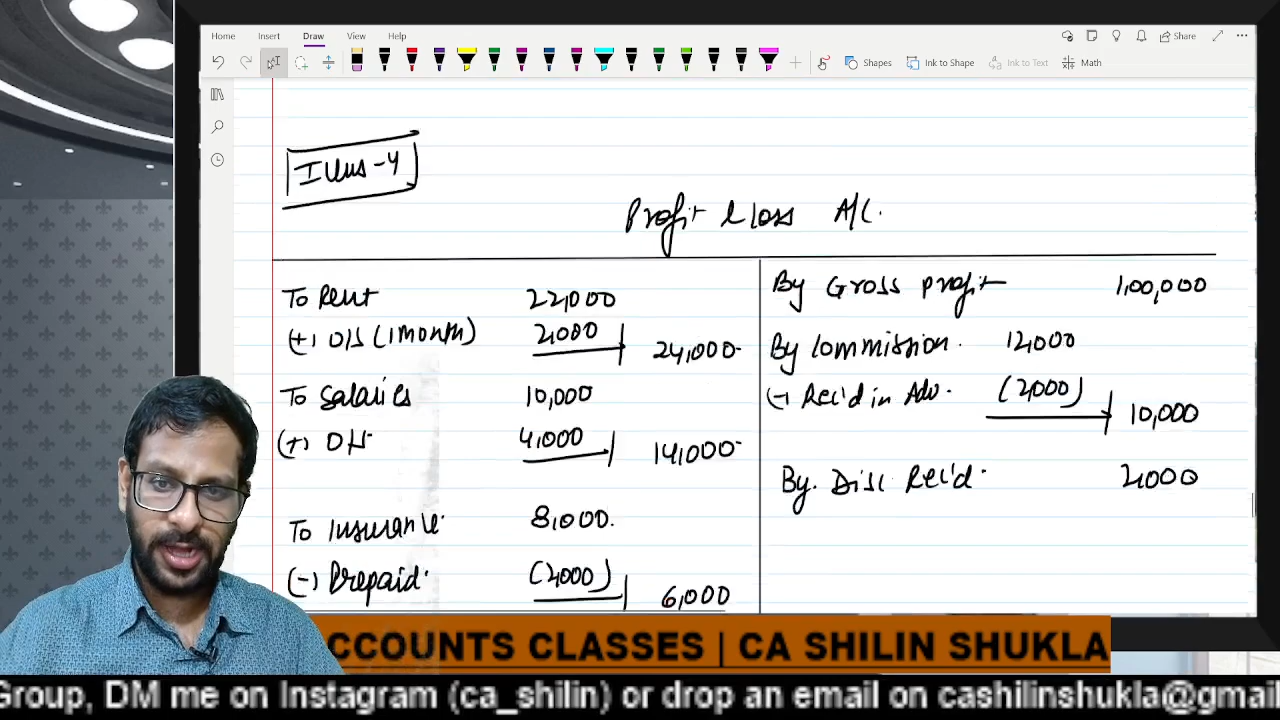 Home Insert Draw View Help Share
Shapes Ink to Shape Ink to Text Math
Illus-4
Profit & Loss A/C.
To Rent 22,000
(+) O/S (1 Month) 2,000 24,000
To Salaries 10,000
(+) O/S 4,000 14,000
To Insurance 8,000.
(-) Prepaid (2,000) 6,000
By Gross profit 1,00,000
By Commission. 12,000
(-) Rec'd in Adv. (2,000) 10,000
By. Disc Rec'd 2,000
CCOUNTS CLASSES | CA SHILIN SHUKLA
Group, DM me on Instagram (ca_shilin) or drop an email on cashilinshukla@gmail